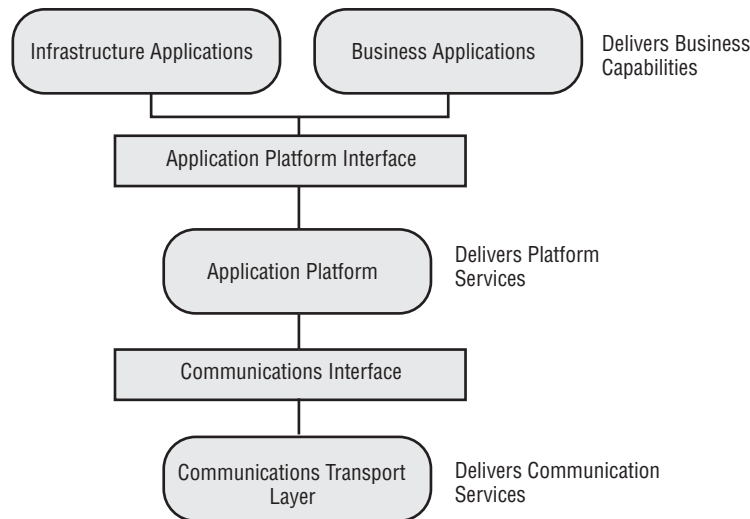 Infrastructure Applications
Business Applications
Delivers Business
Capabilities
Application Platform Interface
Application Platform
Delivers Platform
Services
Communications Interface
Communications Transport
Layer
Delivers Communication
Services